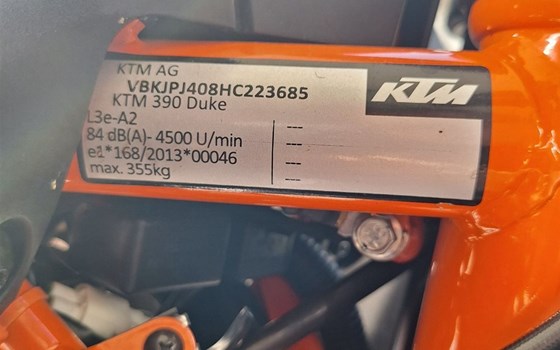 KTM AG
VBKJPJ408HC223685
KTM 390 Duke
L3e-A2
84 dB(A)- 4500 U/min
e1*168/2013*00046
max. 355kg
---
---
---
---
KTM